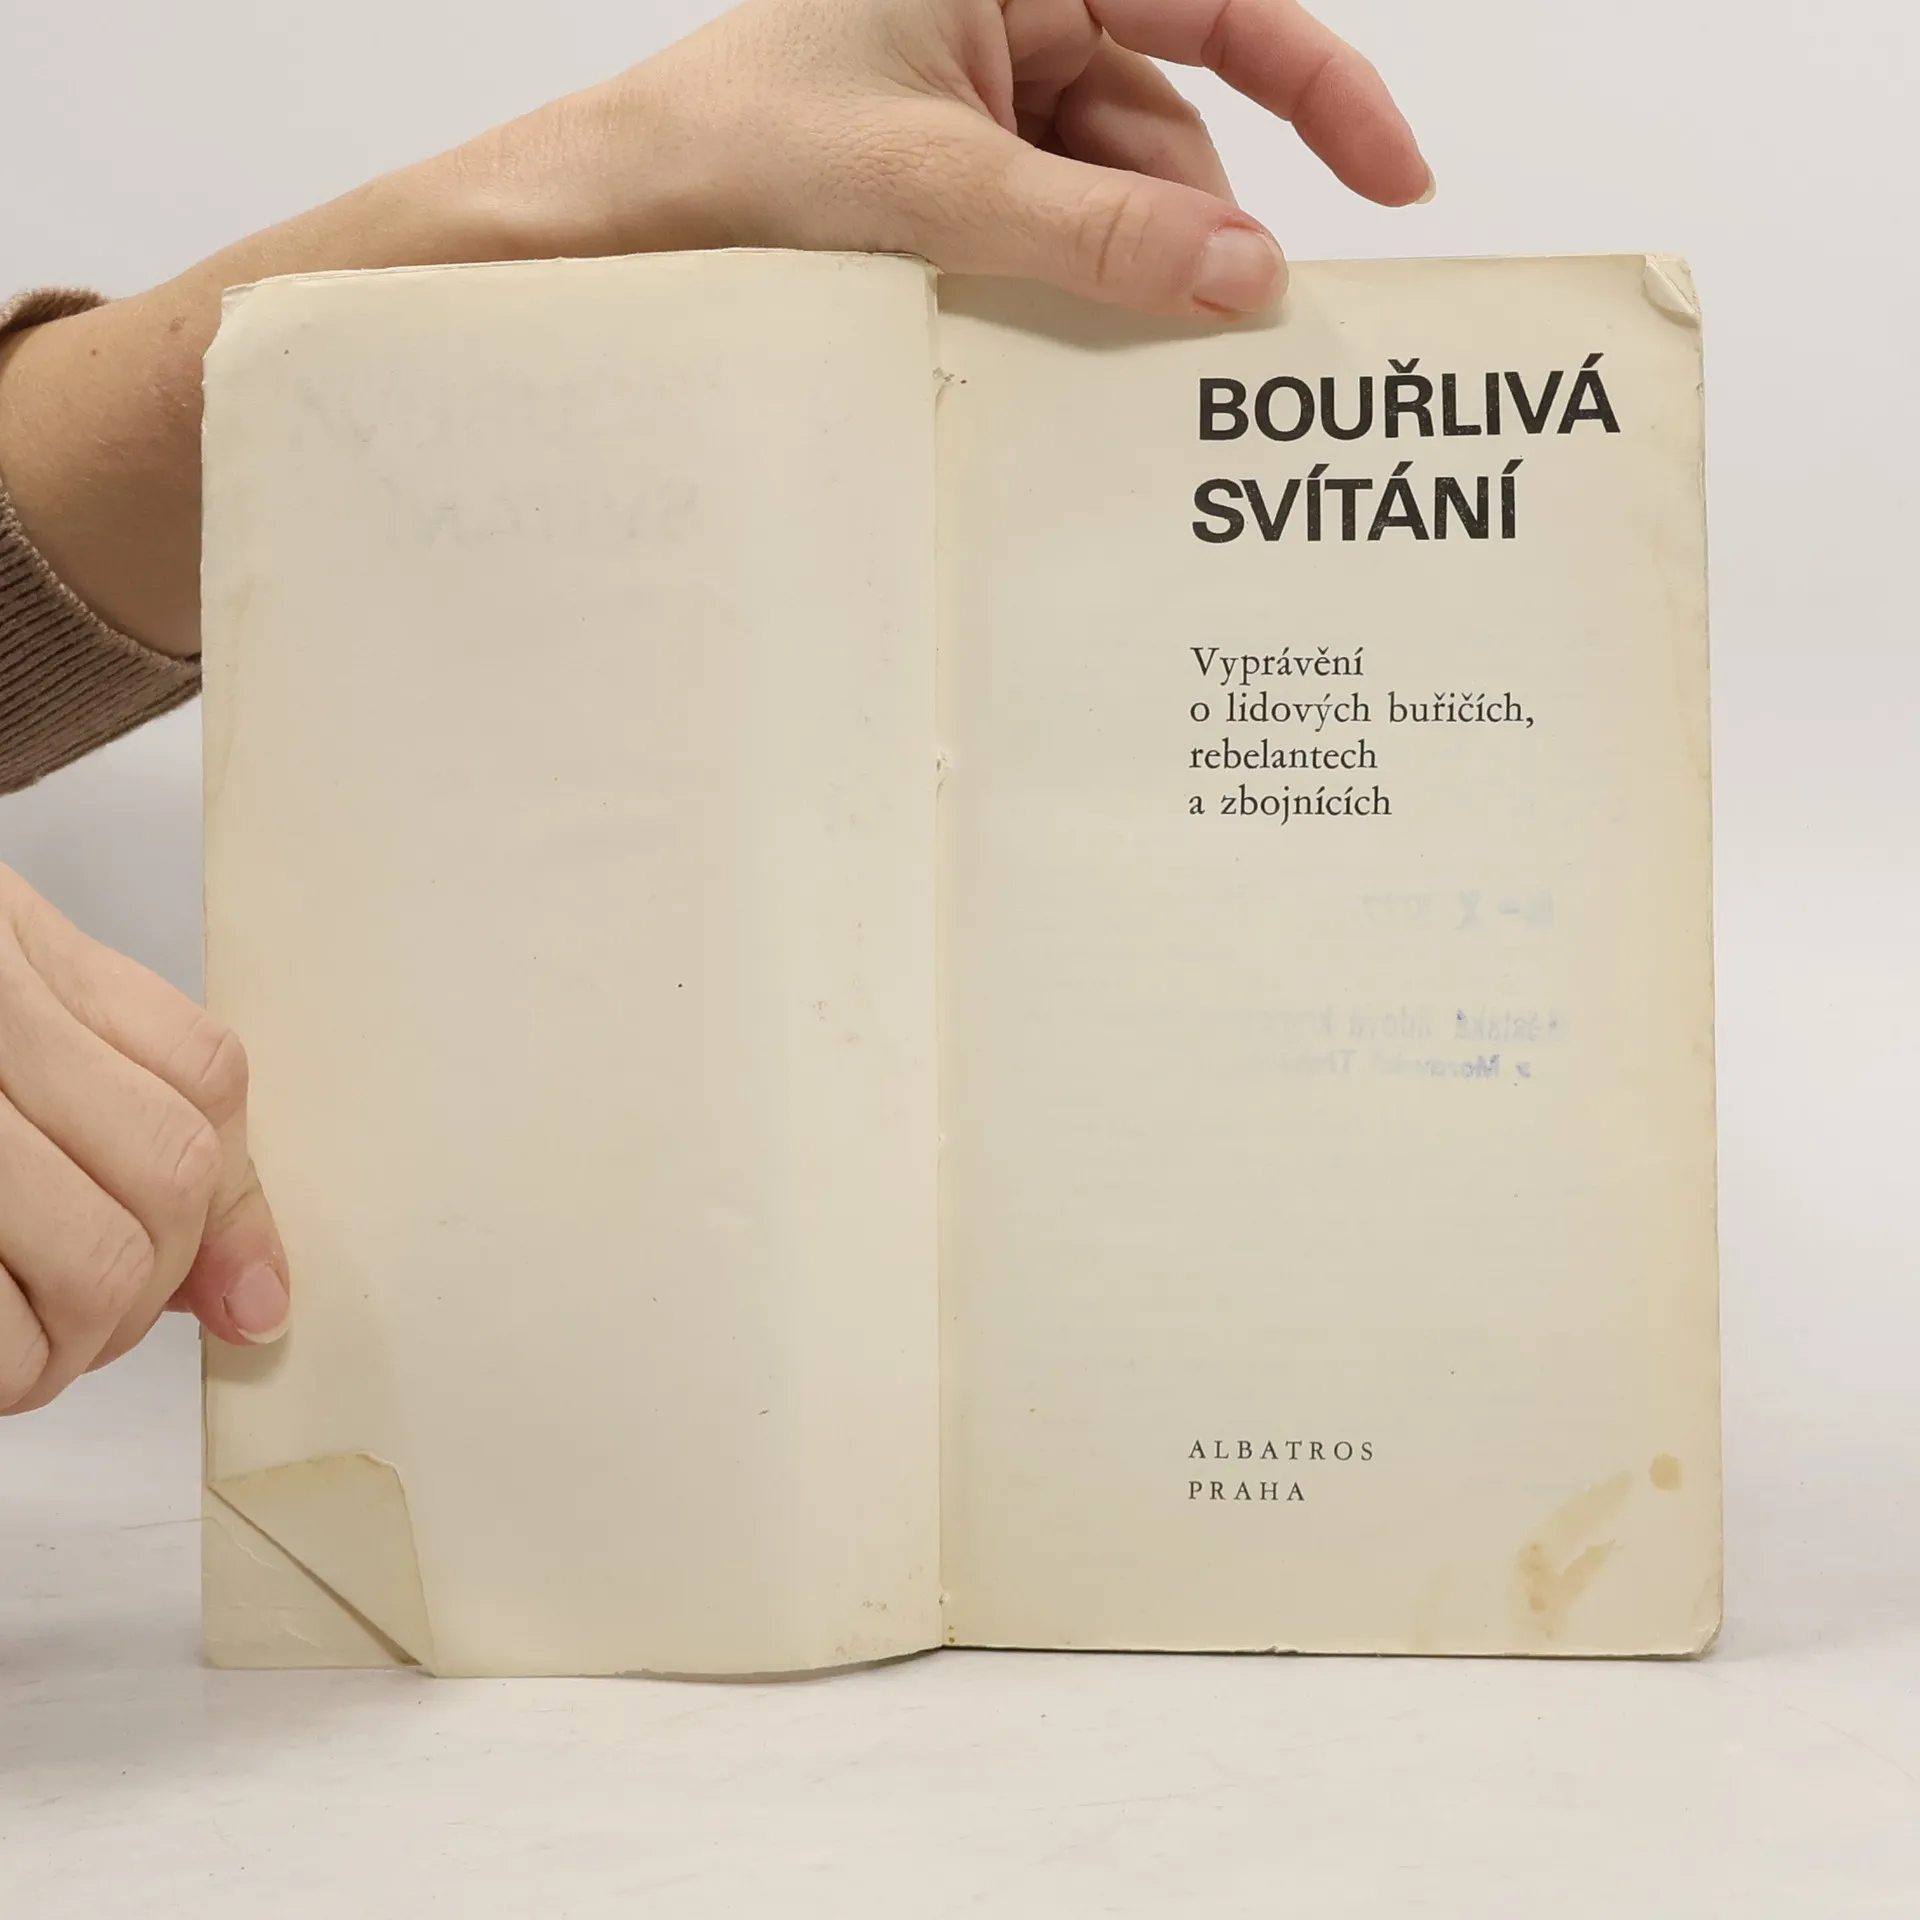 BOUŘLIVÁ
SVÍTÁNÍ
Vyprávění
o lidových buřičích,
rebelantech
a zbojnících
ALBATROS
PRAHA